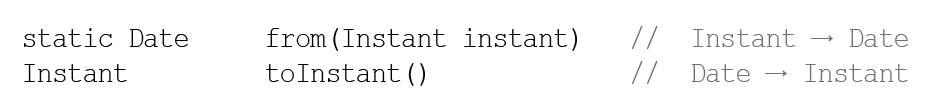 static Date from(Instant instant) // Instant → Date
Instant toInstant() // Date → Instant